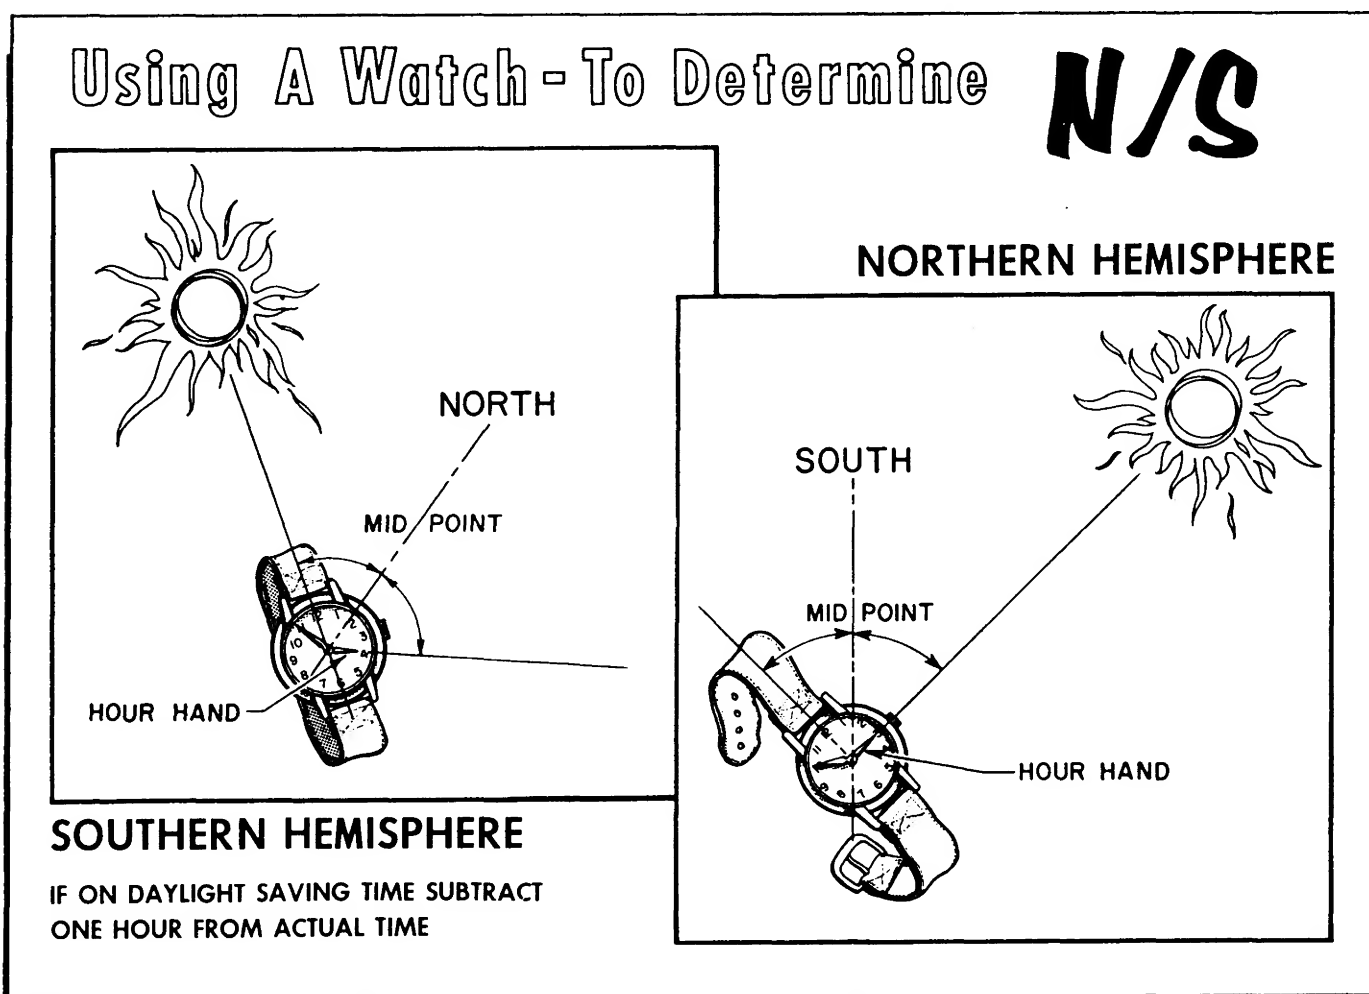 Using A Watch - To Determine N/S
NORTHERN HEMISPHERE
NORTH
MID POINT
HOUR HAND
SOUTH
MID POINT
HOUR HAND
SOUTHERN HEMISPHERE
IF ON DAYLIGHT SAVING TIME SUBTRACT
ONE HOUR FROM ACTUAL TIME